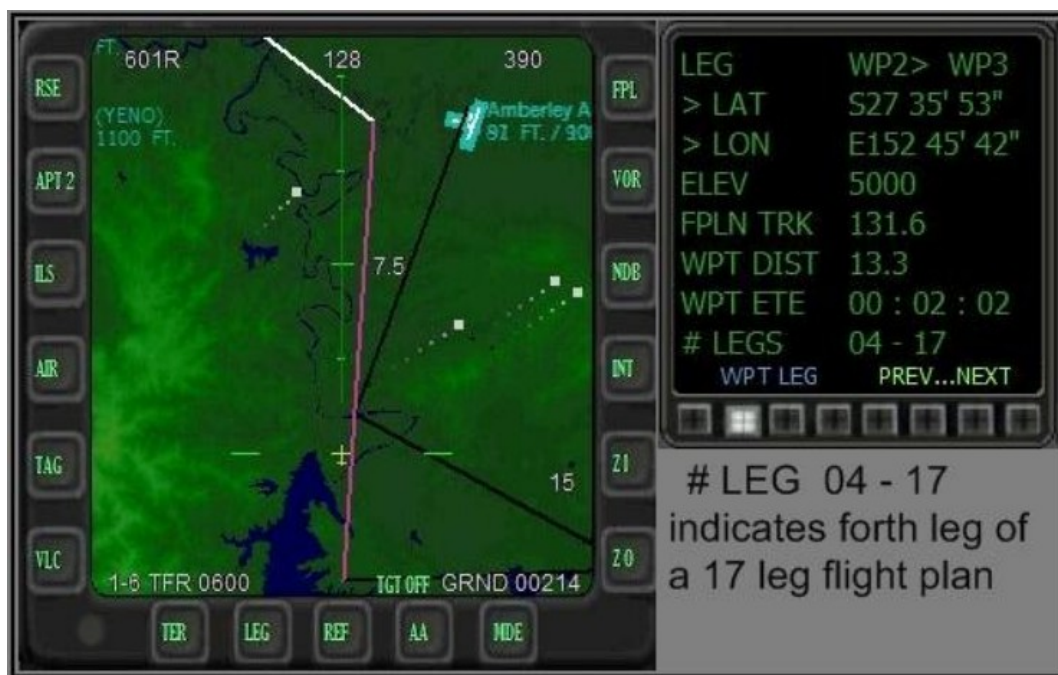 FT.
601R 128 390
RSE
FPL
(YENO)
1100 FT.
Amberley A
91 FT. / 90
APT 2
VOR
ILS
7.5
NDB
AIR
INT
TAG
Z I
15
VLC
Z O
1-6 TFR 0600 TGT OFF GRND 00214
TER LEG REF AA MDE
LEG WP2> WP3
> LAT S27 35' 53"
> LON E152 45' 42"
ELEV 5000
FPLN TRK 131.6
WPT DIST 13.3
WPT ETE 00 : 02 : 02
# LEGS 04 - 17
WPT LEG PREV...NEXT
# LEG 04 - 17
indicates forth leg of
a 17 leg flight plan